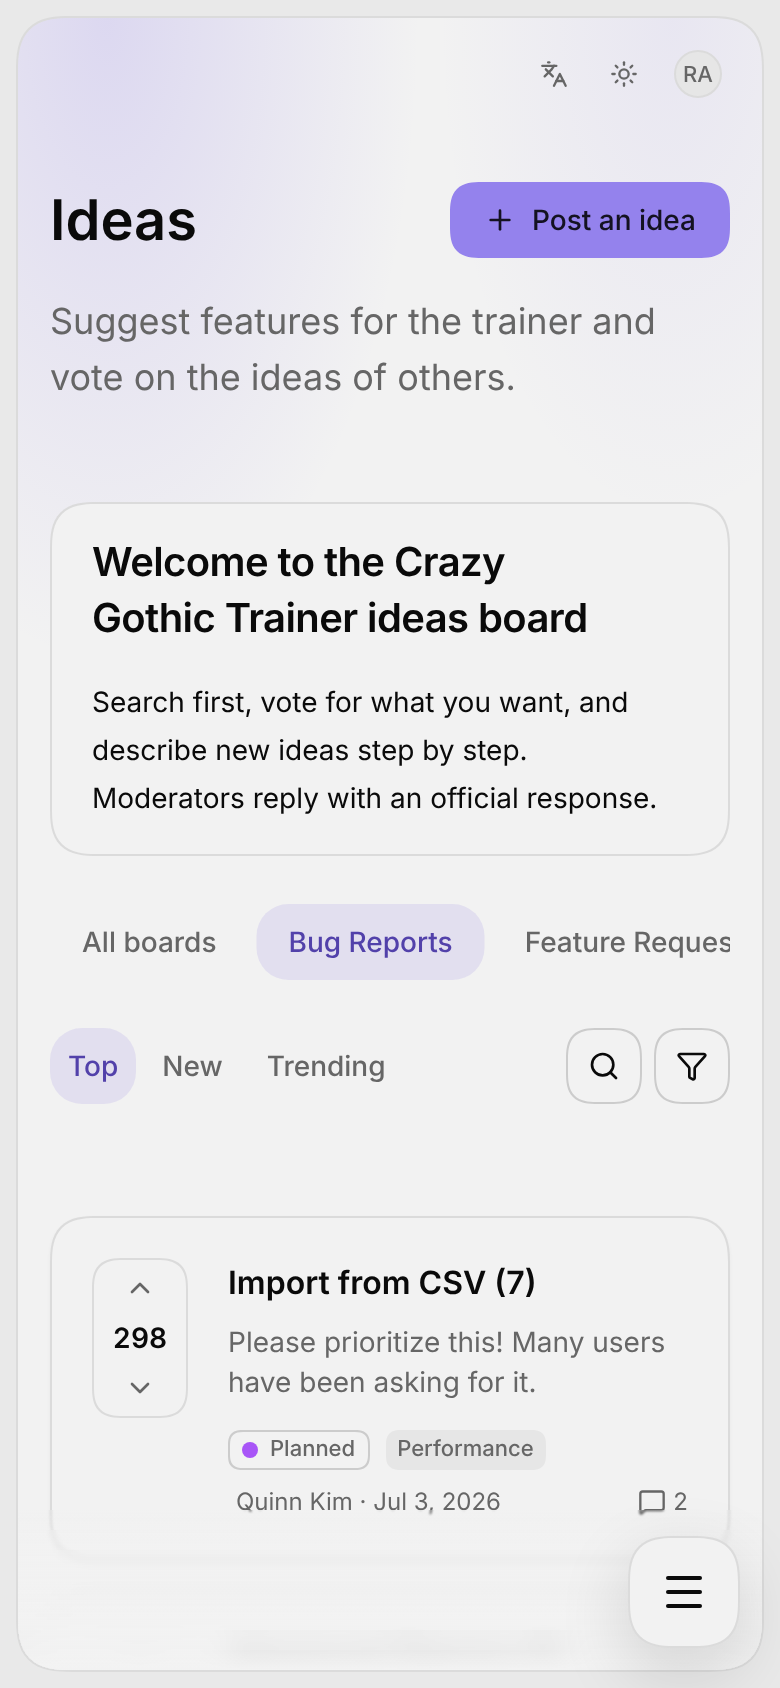 RA
Ideas
Post an idea
Suggest features for the trainer and
vote on the ideas of others.
Welcome to the Crazy
Gothic Trainer ideas board
Search first, vote for what you want, and
describe new ideas step by step.
Moderators reply with an official response.
All boards Bug Reports Feature Reques
Top New Trending
Import from CSV (7)
298
Please prioritize this! Many users
have been asking for it.
Planned Performance
Quinn Kim · Jul 3, 2026 2